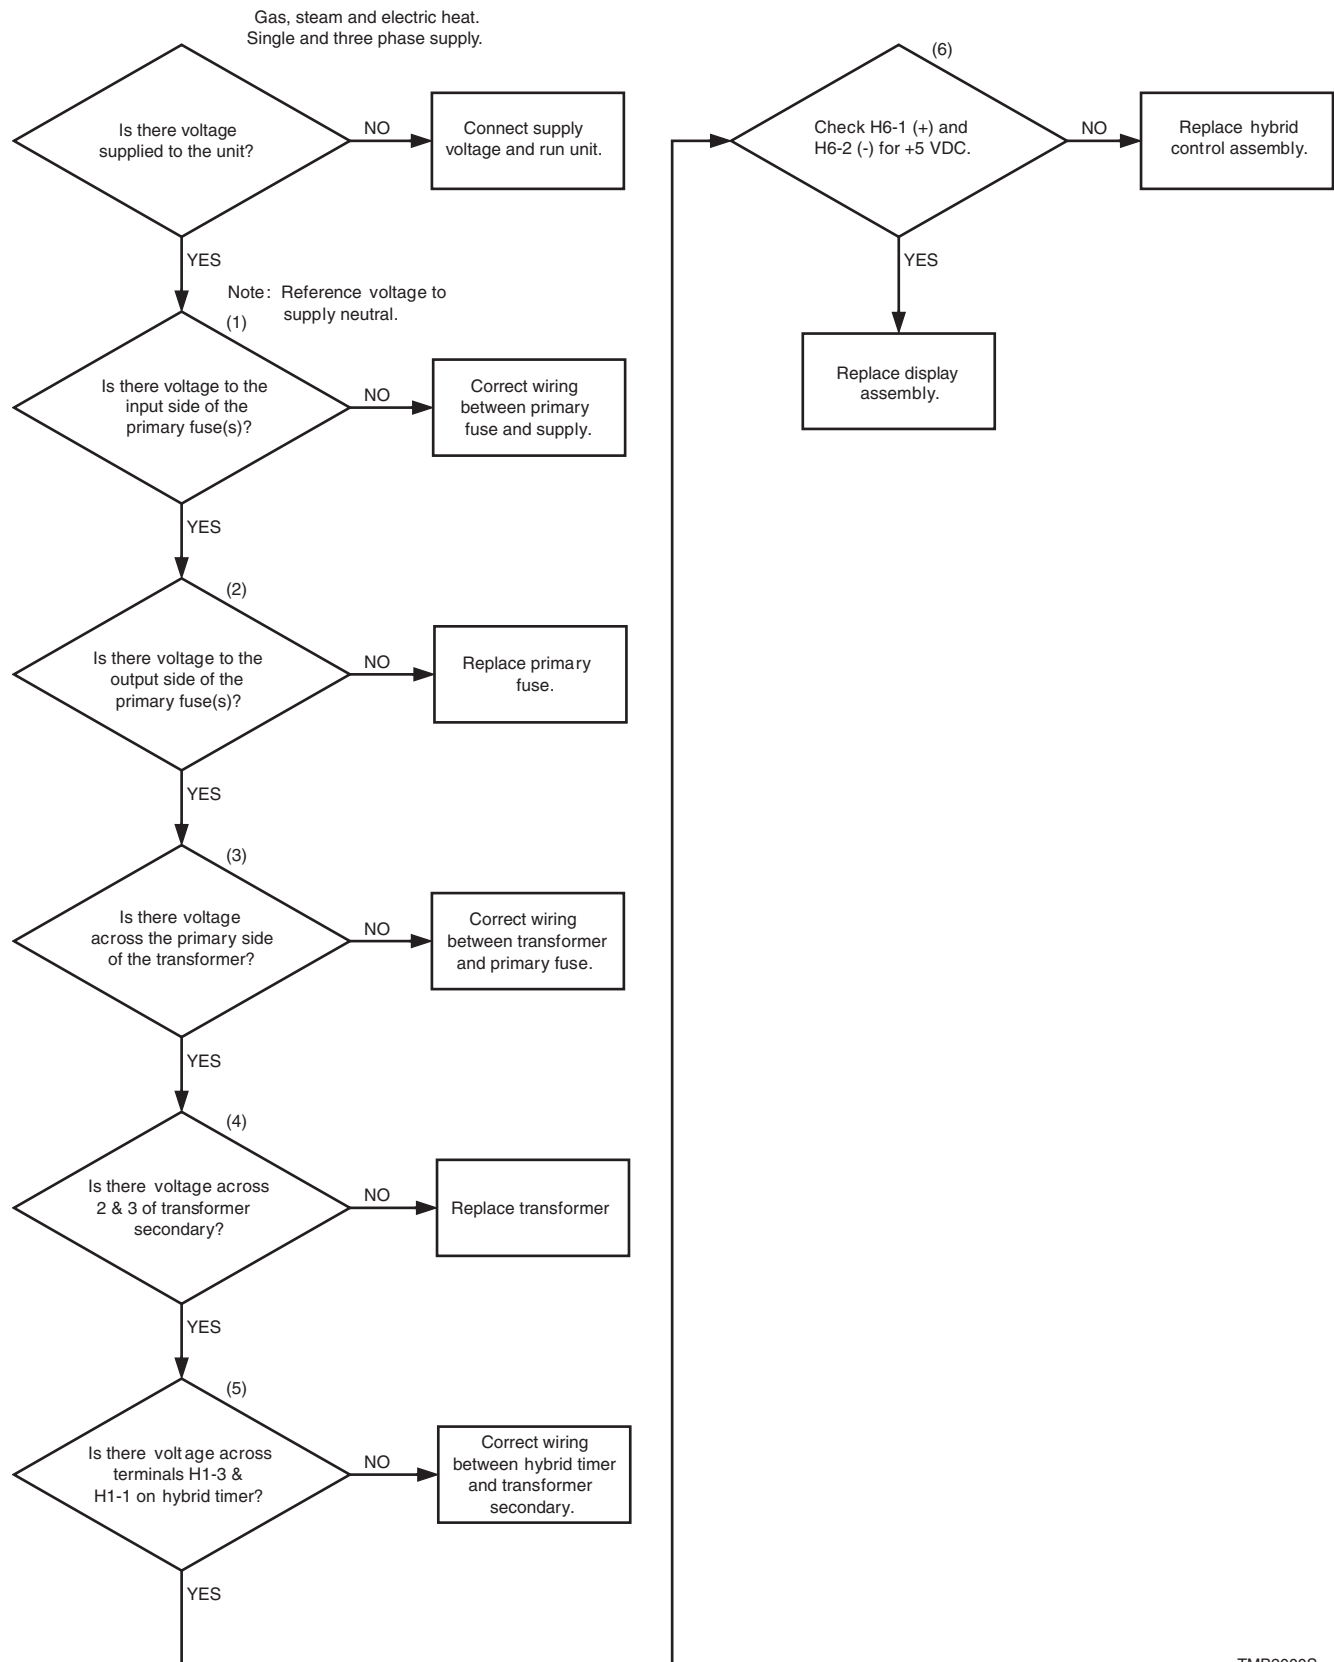 Gas, steam and electric heat.
Single and three phase supply.
Is there voltage
supplied to the unit?
NO
Connect supply
voltage and run unit.
YES
Note: Reference voltage to
supply neutral.
(1)
Is there voltage to the
input side of the
primary fuse(s)?
NO
Correct wiring
between primary
fuse and supply.
YES
(2)
Is there voltage to the
output side of the
primary fuse(s)?
NO
Replace primary
fuse.
YES
(3)
Is there voltage
across the primary side
of the transformer?
NO
Correct wiring
between transformer
and primary fuse.
YES
(4)
Is there voltage across
2 & 3 of transformer
secondary?
NO
Replace transformer
YES
(5)
Is there voltage across
terminals H1-3 &
H1-1 on hybrid timer?
NO
Correct wiring
between hybrid timer
and transformer
secondary.
YES
(6)
Check H6-1 (+) and
H6-2 (-) for +5 VDC.
NO
Replace hybrid
control assembly.
YES
Replace display
assembly.